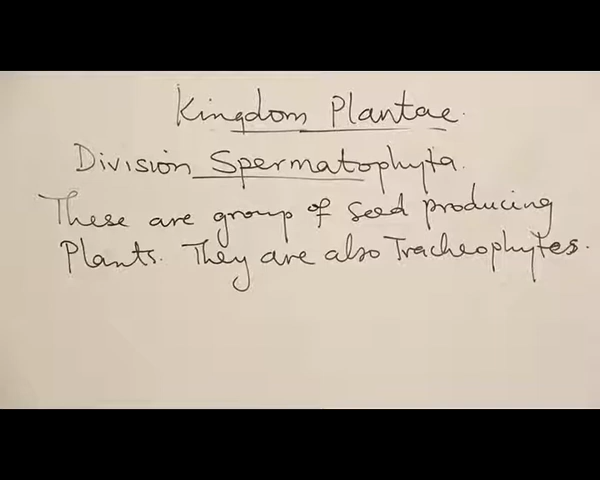 Kingdom Plantae.
Division Spermatophyta.
These are group of Seed producing
Plants. They are also Tracheophytes.